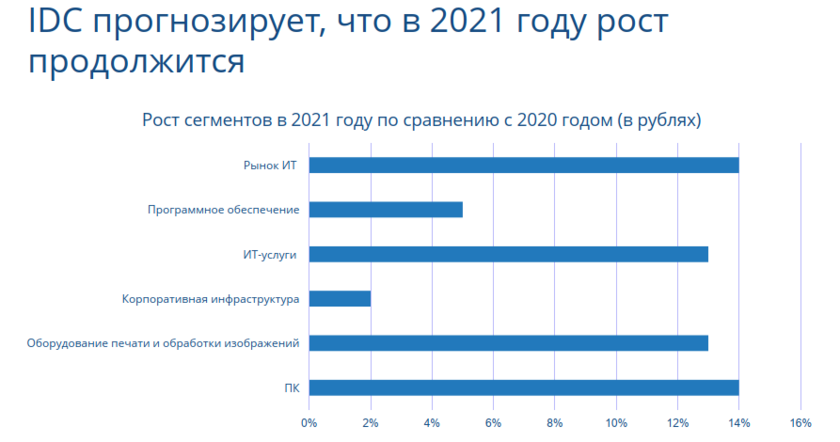 IDC прогнозирует, что в 2021 году рост
продолжится
Рост сегментов в 2021 году по сравнению с 2020 годом (в рублях)
Рынок ИТ
Программное обеспечение
ИТ-услуги
Корпоративная инфраструктура
Оборудование печати и обработки изображений
ПК
0% 2% 4% 6% 8% 10% 12% 14% 16%